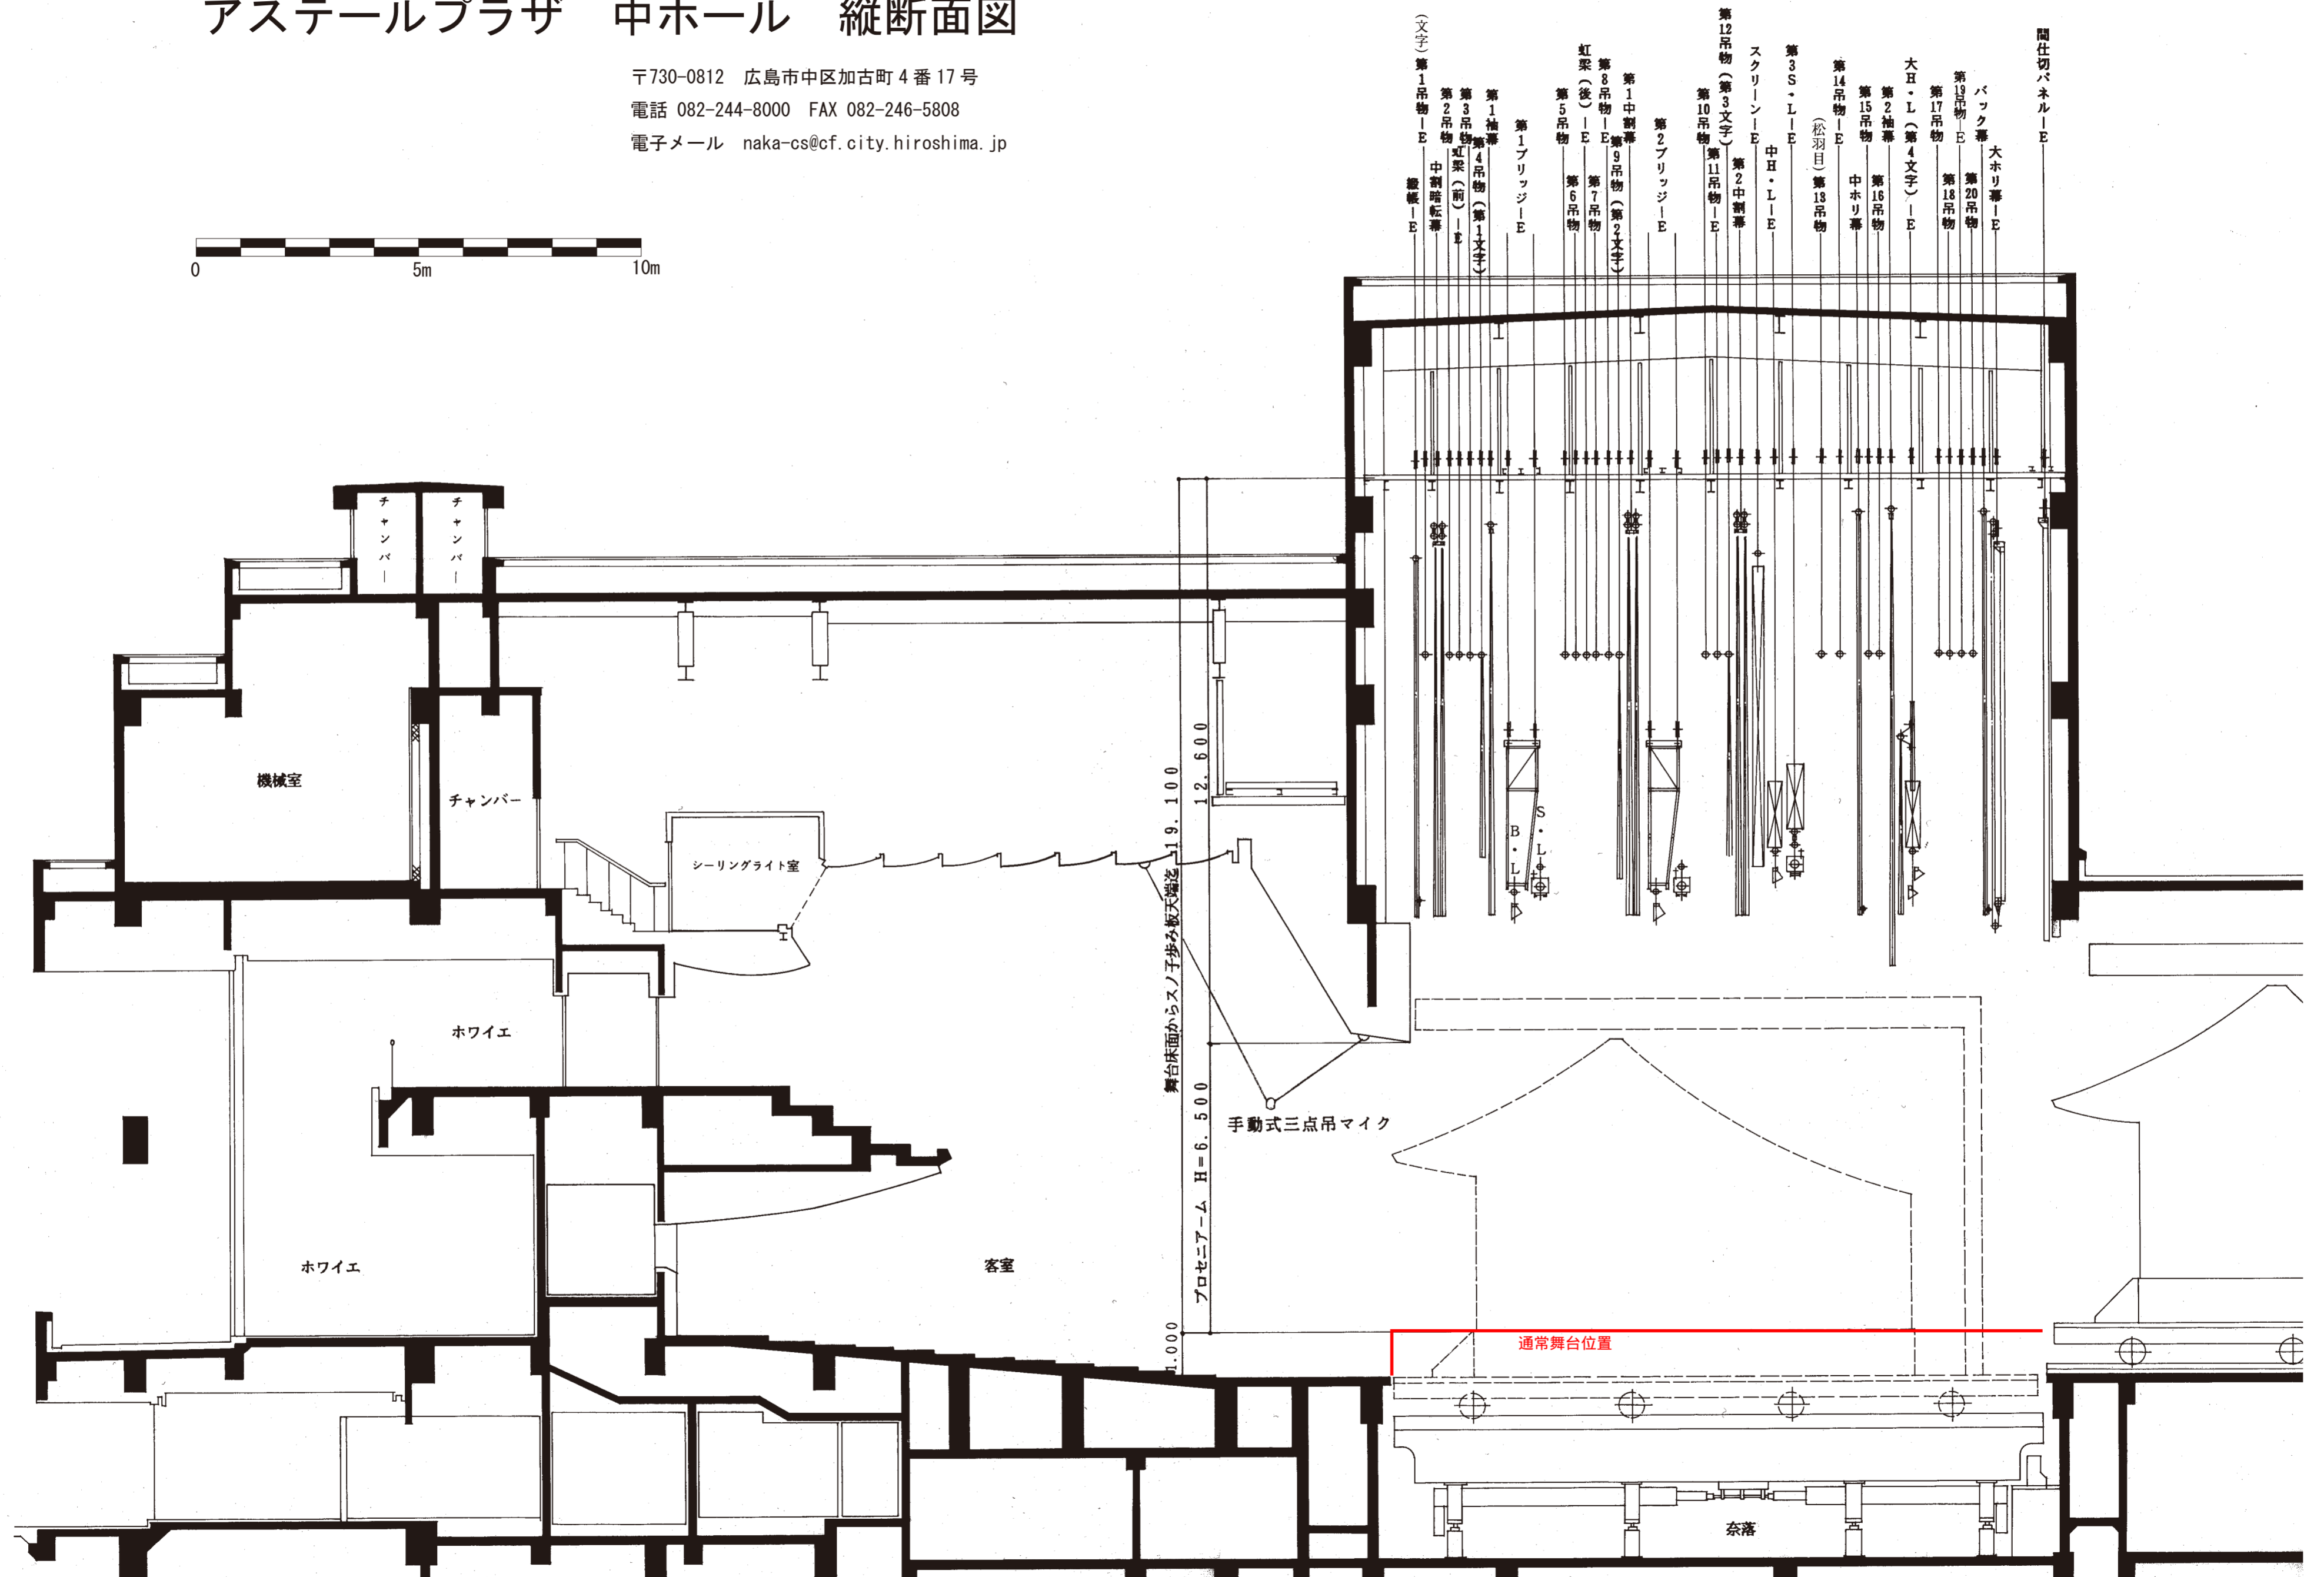 アステールプラザ　中ホール　縦断面図
〒730-0812　広島市中区加古町 4 番 17 号
電話 082-244-8000　FAX 082-246-5808
電子メール　naka-cs@cf.city.hiroshima.jp
0
5m
10m
緞帳―E
(文字)第1吊物―E
中割暗転幕
第2吊物
虹梁(前)―E
第3吊物
第4吊物(第1文字)
第1袖幕
第1ブリッジ―E
第5吊物
第6吊物
虹梁(後)―E
第7吊物
第8吊物―E
第9吊物(第2文字)
第1中割幕
第2ブリッジ―E
第10吊物
第11吊物―E
第12吊物(第3文字)
第2中割幕
スクリーン―E
中H・L―E
第3S・L―E
(松羽目)第13吊物
第14吊物―E
中ホリ幕
第15吊物
第16吊物
第2袖幕
大H・L(第4文字)―E
第17吊物
第18吊物
第19吊物―E
第20吊物
バック幕
大ホリ幕―E
間仕切パネル―E
チャンバー
チャンバー
機械室
チャンバー
シーリングライト室
ホワイエ
ホワイエ
客室
舞台床面からスノ子歩み板天端迄19.100
12.600
プロセニアーム H=6.500
1.000
手動式三点吊マイク
B・L
S・L
通常舞台位置
奈落